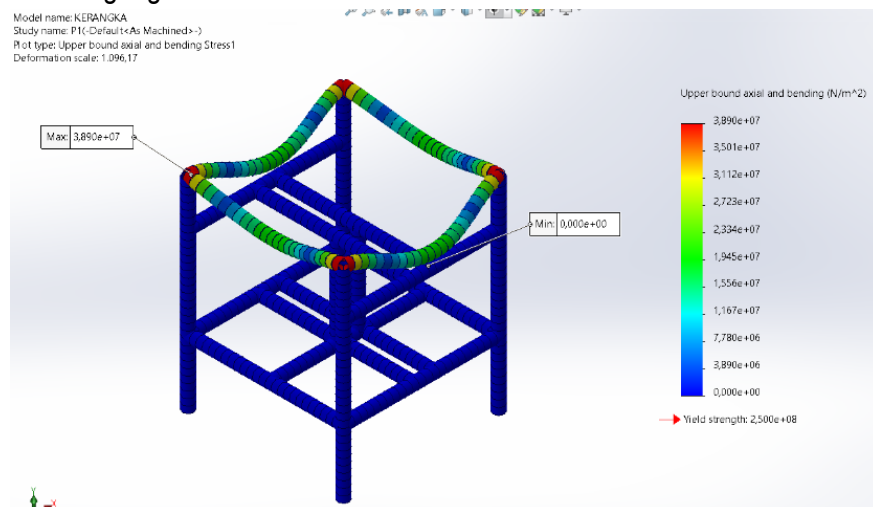 Model name: KERANGKA
Study name: P1(-Default<As Machined>-)
Plot type: Upper bound axial and bending Stress1
Deformation scale: 1.096,17
Upper bound axial and bending (N/m^2)
Max: 3,890e+07
3,890e+07
3,501e+07
3,112e+07
2,723e+07
2,334e+07
1,945e+07
1,556e+07
1,167e+07
7,780e+06
3,890e+06
0,000e+00
Min: 0,000e+00
Yield strength: 2,500e+08
Y
X